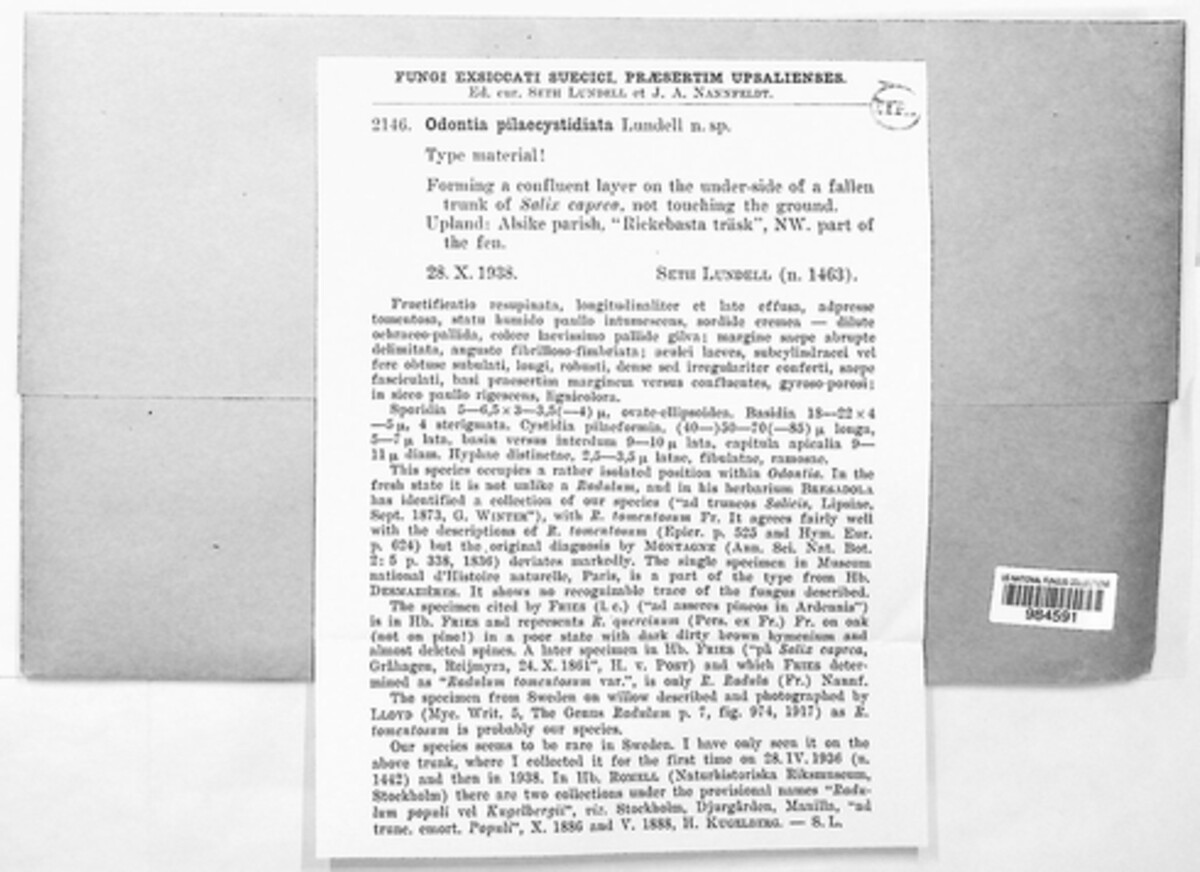 FUNGI EXSICCATI SUECICI, PRÆSERTIM UPSALIENSES.
Ed. cur. SETH LUNDELL et J. A. NANNFELDT.
2146. Odontia pilaecystidiata Lundell n. sp.
Type material!
Forming a confluent layer on the under-side of a fallen
trunk of Salix caprea, not touching the ground.
Upland: Alsike parish, "Rickebasta träsk", NW. part of
the fen.
28. X. 1938. SETH LUNDELL (n. 1463).
Fructificatio resupinata, longitudinaliter et late effusa, adpresse
tomentosa, statu humido paullo intumescens, sordide cremea — dilute
ochraceo-pallida, colore laevissimo pallide gilva; margine saepe abrupte
delimitata, anguste fibrilloso-fimbriata; aculei laeves, subcylindracei vel
fere obtuse subulati, longi, robusti, dense sed irregulariter conferti, saepe
fasciculati, basi praesertim marginem versus confluentes, gyroso-porosi;
in sicco paullo rigescens, lignicolora.
Sporidia 5—6,5 × 3—3,5(—4) μ, ovate-ellipsoidea. Basidia 18—22 × 4
—5 μ, 4 sterigmata. Cystidia pilaeformia, (40—)50—70(—85) μ longa,
5—7 μ lata, basin versus interdum 9—10 μ lata, capitula apicalia 9—
11 μ diam. Hyphae distinctae, 2,5—3,5 μ latae, fibulatae, ramosae.
This species occupies a rather isolated position within Odontia. In the
fresh state it is not unlike a Radulum, and in his herbarium BRESADOLA
has identified a collection of our species ("ad truncos Salicis, Lipsiae,
Sept. 1873, G. WINTER"), with R. tomentosum Fr. It agrees fairly well
with the descriptions of R. tomentosum (Epicr. p. 525 and Hym. Eur.
p. 624) but the original diagnosis by MONTAGNE (Ann. Sci. Nat. Bot.
2: 5 p. 338, 1836) deviates markedly. The single specimen in Museum
national d'Histoire naturelle, Paris, is a part of the type from Hb.
DESMAZIÈRES. It shows no recognizable trace of the fungus described.
The specimen cited by FRIES (l. c.) ("ad asseres pineos in Ardennis")
is in Hb. FRIES and represents R. quercinum (Pers. ex Fr.) Fr. on oak
(not on pine!) in a poor state with dark dirty brown hymenium and
almost deleted spines. A later specimen in Hb. FRIES ("på Salix caprea,
Gråhagen, Reijmyra, 24. X. 1861", H. v. POST) and which FRIES deter-
mined as "Radulum tomentosum var.", is only R. Radula (Fr.) Nannf.
The specimen from Sweden on willow described and photographed by
LLOYD (Myc. Writ. 5, The Genus Radulum p. 7, fig. 974, 1917) as R.
tomentosum is probably our species.
Our species seems to be rare in Sweden. I have only seen it on the
above trunk, where I collected it for the first time on 28. IV. 1936 (n.
1442) and then in 1938. In Hb. ROMELL (Naturhistoriska Riksmuseum,
Stockholm) there are two collections under the provisional names "Radu-
lum populi vel Kugelbergii", viz. Stockholm, Djurgården, Manilla, "ad
trunc. emort. Populi", X. 1886 and V. 1888, H. KUGELBERG. — S. L.
US NATIONAL FUNGUS COLLECTIONS
984591